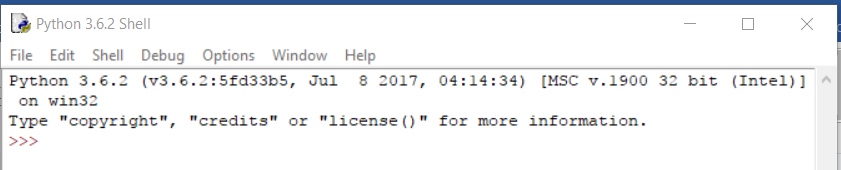 Python 3.6.2 Shell
File Edit Shell Debug Options Window Help
Python 3.6.2 (v3.6.2:5fd33b5, Jul  8 2017, 04:14:34) [MSC v.1900 32 bit (Intel)]
 on win32
Type "copyright", "credits" or "license()" for more information.
>>>